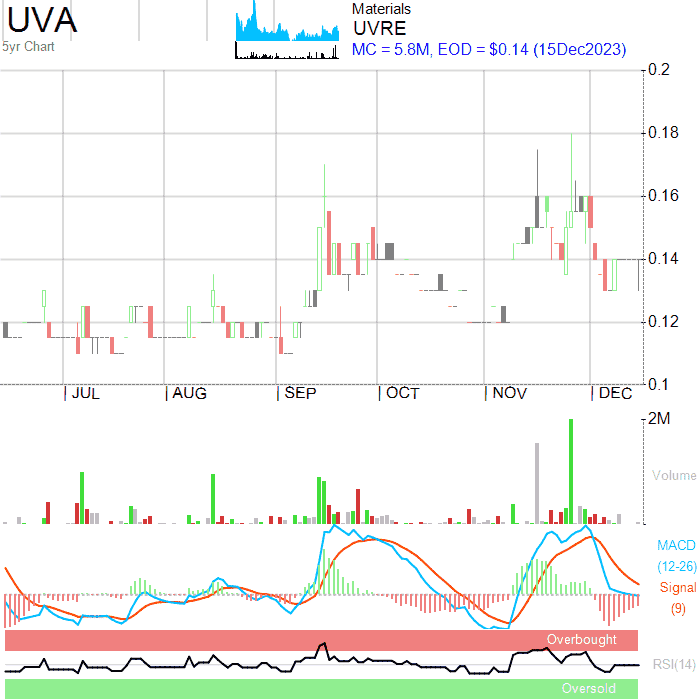 UVA
5yr Chart
Materials
UVRE
MC = 5.8M, EOD = $0.14 (15Dec2023)
0.2
0.18
0.16
0.14
0.12
0.1
JUL AUG SEP OCT NOV DEC
2M
Volume
MACD
(12-26)
Signal
(9)
Overbought
RSI(14)
Oversold